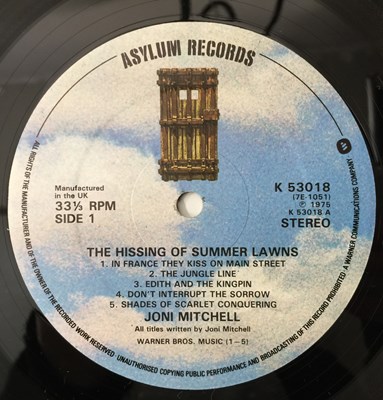 ASYLUM RECORDS
Manufactured
in the UK
33⅓ RPM
SIDE 1
K 53018
(7E-1051)
℗ 1975
K 53018 A
STEREO
THE HISSING OF SUMMER LAWNS
1. IN FRANCE THEY KISS ON MAIN STREET
2. THE JUNGLE LINE
3. EDITH AND THE KINGPIN
4. DON'T INTERRUPT THE SORROW
5. SHADES OF SCARLET CONQUERING
JONI MITCHELL
All titles written by Joni Mitchell
WARNER BROS. MUSIC (1–5)
ALL RIGHTS OF THE MANUFACTURER AND OF THE OWNER OF THE RECORDED WORK RESERVED UNAUTHORISED COPYING PUBLIC PERFORMANCE AND BROADCASTING OF THIS RECORD PROHIBITED · A WARNER COMMUNICATIONS COMPANY